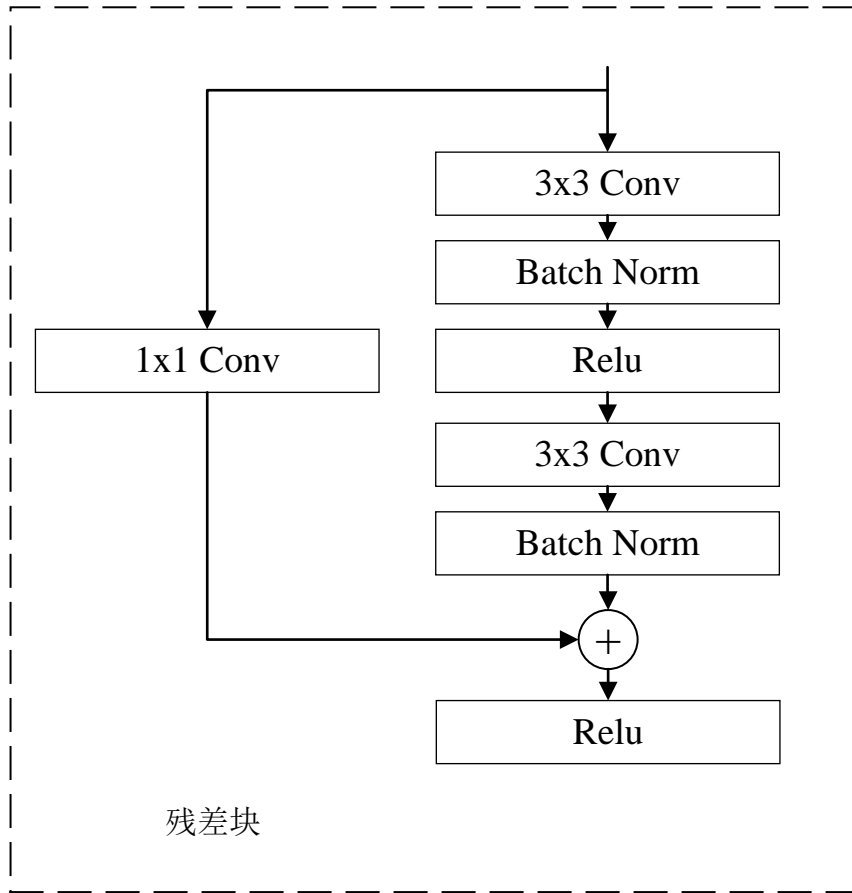 3x3 Conv
Batch Norm
1x1 Conv
Relu
3x3 Conv
Batch Norm
+
Relu
残差块